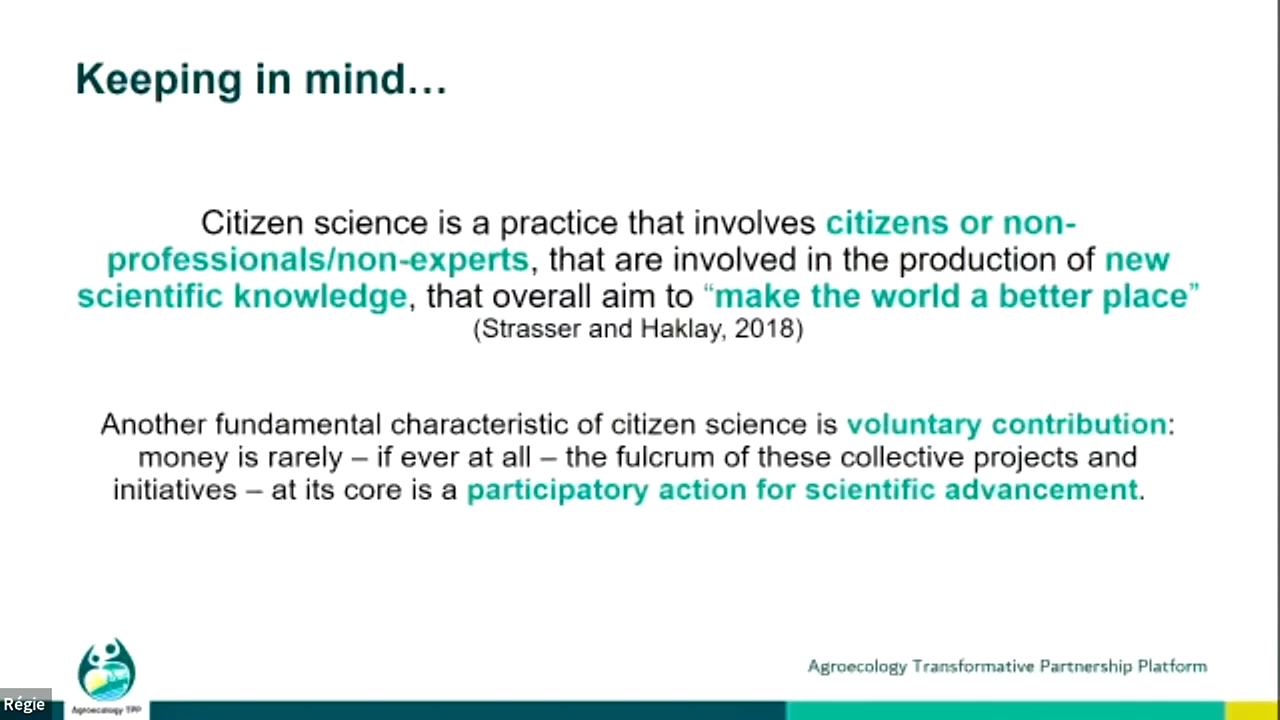 Keeping in mind…
Citizen science is a practice that involves citizens or non-
professionals/non-experts, that are involved in the production of new
scientific knowledge, that overall aim to “make the world a better place”
(Strasser and Haklay, 2018)
Another fundamental characteristic of citizen science is voluntary contribution:
money is rarely – if ever at all – the fulcrum of these collective projects and
initiatives – at its core is a participatory action for scientific advancement.
Agroecology Transformative Partnership Platform
Régie
Agroecology TPP